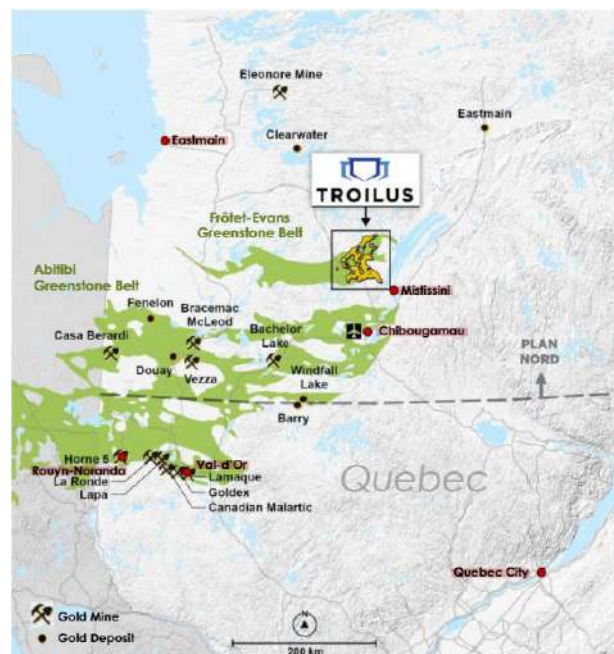 Eleonore Mine
Eastmain
Clearwater
Eastmain
TROILUS
Frôtet-Evans
Greenstone Belt
Abitibi
Greenstone Belt
Mistissini
Fenelon
Bracemac
McLeod
Bachelor
Lake
Chibougamau
Casa Berardi
Douay
Vezza
Windfall
Lake
PLAN
NORD
Barry
Horne 5
Rouyn-Noranda
La Ronde
Lapa
Val-d'Or
Lamaque
Goldex
Canadian Malartic
Quebec
Quebec City
Gold Mine
Gold Deposit
N
200 km